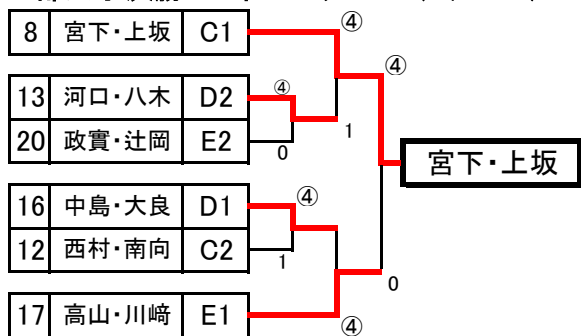 8 宮下・上坂 C1
④
④
13 河口・八木 D2
④
1
20 政實・辻岡 E2
0
宮下・上坂
16 中島・大良 D1
④
12 西村・南向 C2
1
0
17 高山・川﨑 E1
④